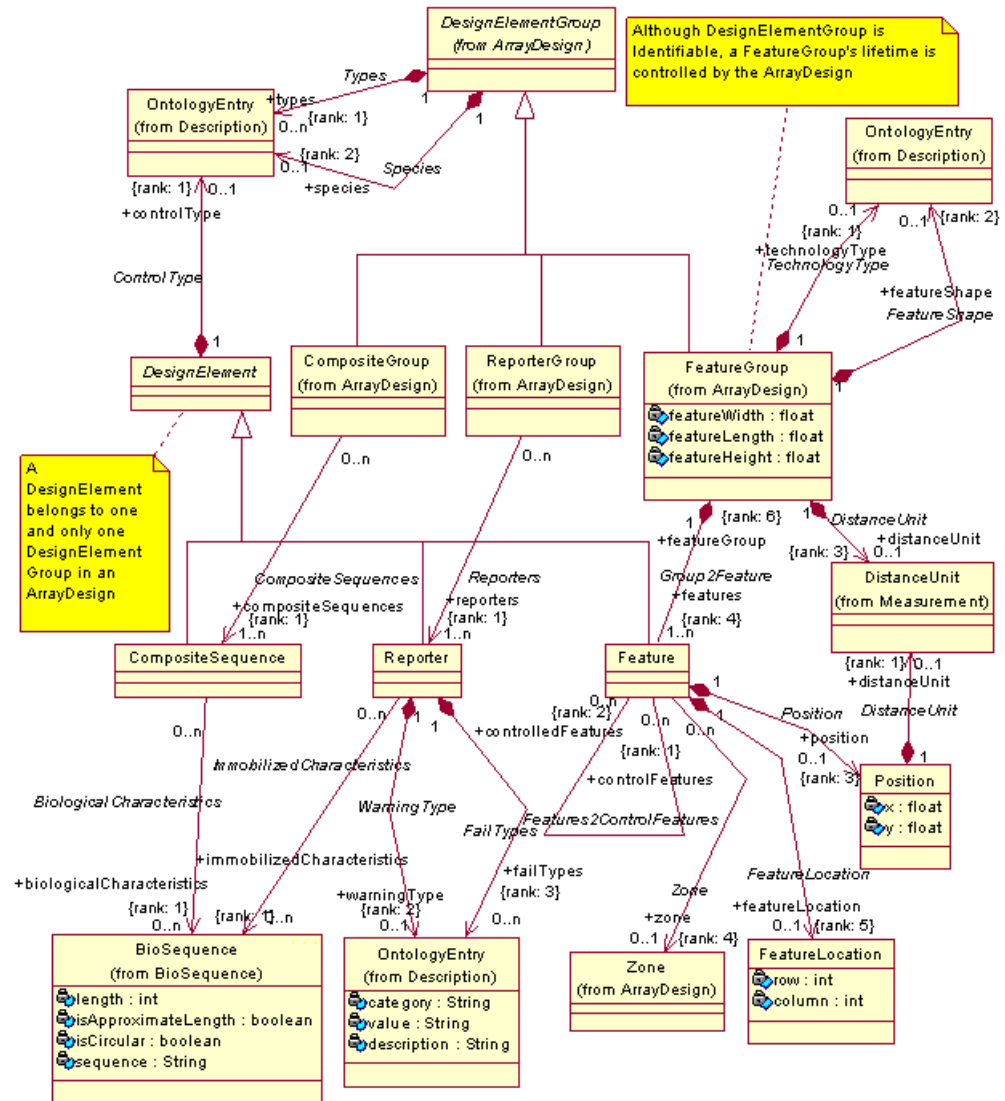 DesignElementGroup
(from ArrayDesign)
Although DesignElementGroup is
Identifiable, a FeatureGroup's lifetime is
controlled by the ArrayDesign
Types
1
1
+types
0..n
{rank: 1}
OntologyEntry
(from Description)
{rank: 2}
0..1
Species
+species
{rank: 1}
0..1
+controlType
ControlType
1
OntologyEntry
(from Description)
0..1
{rank: 1}
0..1
{rank: 2}
+technologyType
TechnologyType
+featureShape
FeatureShape
1
1
DesignElement
CompositeGroup
(from ArrayDesign)
ReporterGroup
(from ArrayDesign)
FeatureGroup
(from ArrayDesign)
featureWidth : float
featureLength : float
featureHeight : float
A
DesignElement
belongs to one
and only one
DesignElement
Group in an
ArrayDesign
0..n
0..n
1
{rank: 6}
+featureGroup
1
DistanceUnit
+distanceUnit
{rank: 3}
0..1
CompositeSequences
+compositeSequences
{rank: 1}
1..n
Reporters
+reporters
{rank: 1}
1..n
Group2Feature
+features
{rank: 4}
1..n
DistanceUnit
(from Measurement)
CompositeSequence
Reporter
Feature
{rank: 1}
0..1
+distanceUnit
DistanceUnit
1
0..n
0..n
1
1
+controlledFeatures
0..n
{rank: 2}
0..n
{rank: 1}
+controlFeatures
0..n
1
1
Position
+position
0..1
{rank: 3}
Position
x : float
y : float
ImmobilizedCharacteristics
BiologicalCharacteristics
WarningType
FailTypes
Features2ControlFeatures
+immobilizedCharacteristics
+biologicalCharacteristics
{rank: 1}
0..n
{rank: 1}
0..n
+warningType
{rank: 2}
0..1
+failTypes
{rank: 3}
0..n
Zone
+zone
0..1
{rank: 4}
FeatureLocation
+featureLocation
0..1
{rank: 5}
BioSequence
(from BioSequence)
length : int
isApproximateLength : boolean
isCircular : boolean
sequence : String
OntologyEntry
(from Description)
category : String
value : String
description : String
Zone
(from ArrayDesign)
FeatureLocation
row : int
column : int